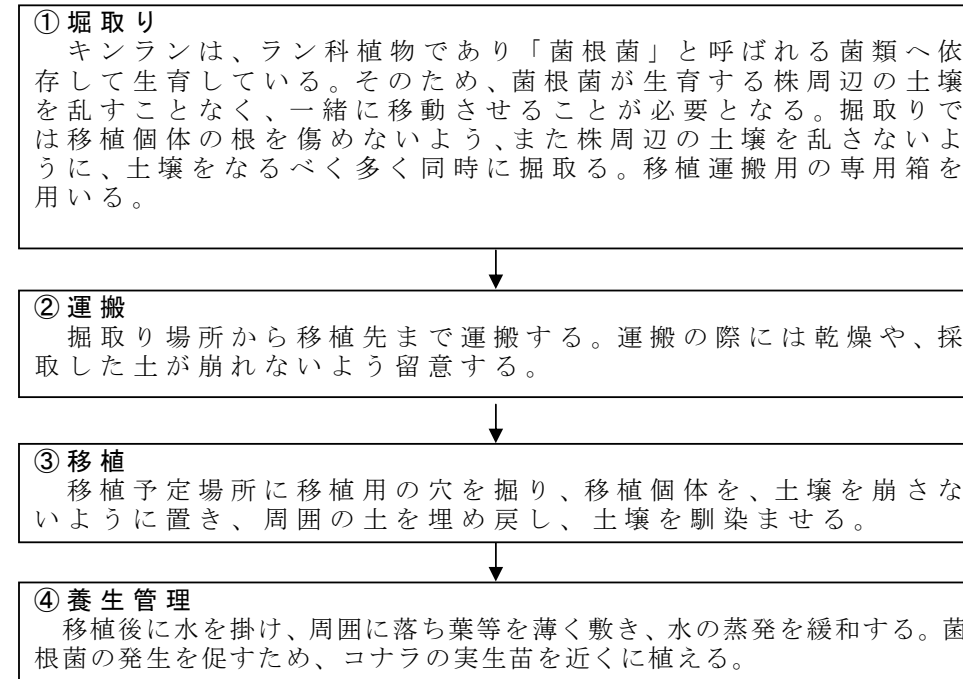 ①堀取り
キンランは、ラン科植物であり「菌根菌」と呼ばれる菌類へ依
存して生育している。そのため、菌根菌が生育する株周辺の土壌
を乱すことなく、一緒に移動させることが必要となる。掘取りで
は移植個体の根を傷めないよう、また株周辺の土壌を乱さないよ
うに、土壌をなるべく多く同時に掘取る。移植運搬用の専用箱を
用いる。
②運搬
掘取り場所から移植先まで運搬する。運搬の際には乾燥や、採
取した土が崩れないよう留意する。
③移植
移植予定場所に移植用の穴を掘り、移植個体を、土壌を崩さな
いように置き、周囲の土を埋め戻し、土壌を馴染ませる。
④養生管理
移植後に水を掛け、周囲に落ち葉等を薄く敷き、水の蒸発を緩和する。菌
根菌の発生を促すため、コナラの実生苗を近くに植える。